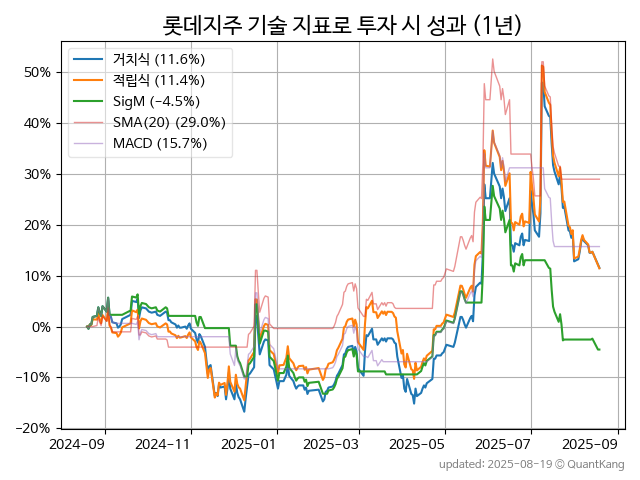 롯데지주 기술 지표로 투자 시 성과 (1년)
거치식 (11.6%)
적립식 (11.4%)
SigM (-4.5%)
SMA(20) (29.0%)
MACD (15.7%)
50%
40%
30%
20%
10%
0%
-10%
-20%
2024-09 2024-11 2025-01 2025-03 2025-05 2025-07 2025-09
updated: 2025-08-19 © QuantKang